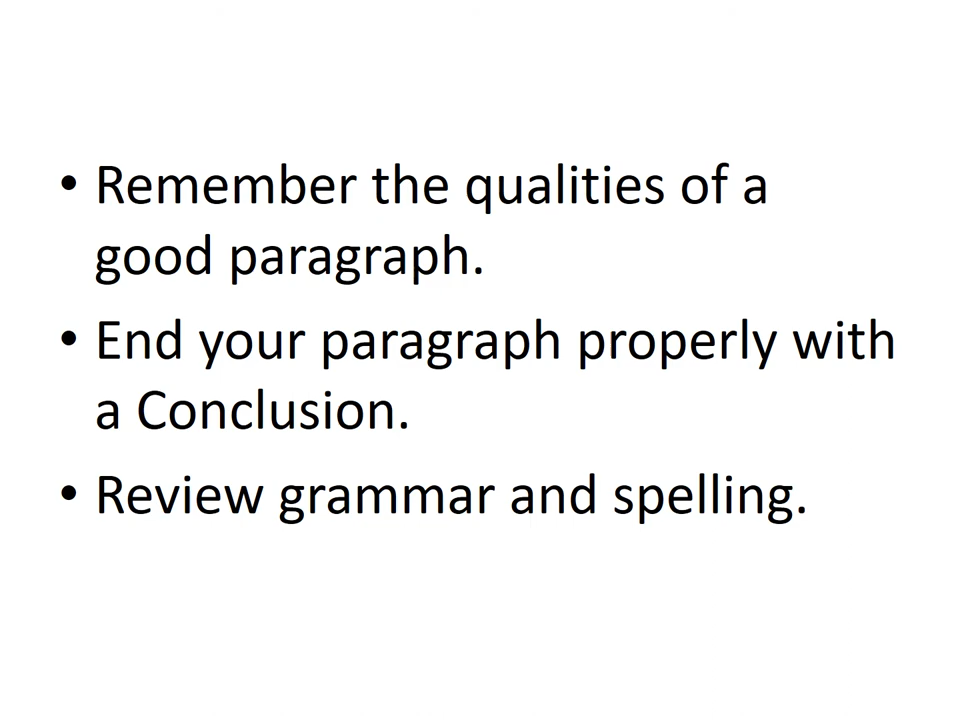 • Remember the qualities of a
good paragraph.
• End your paragraph properly with
a Conclusion.
• Review grammar and spelling.